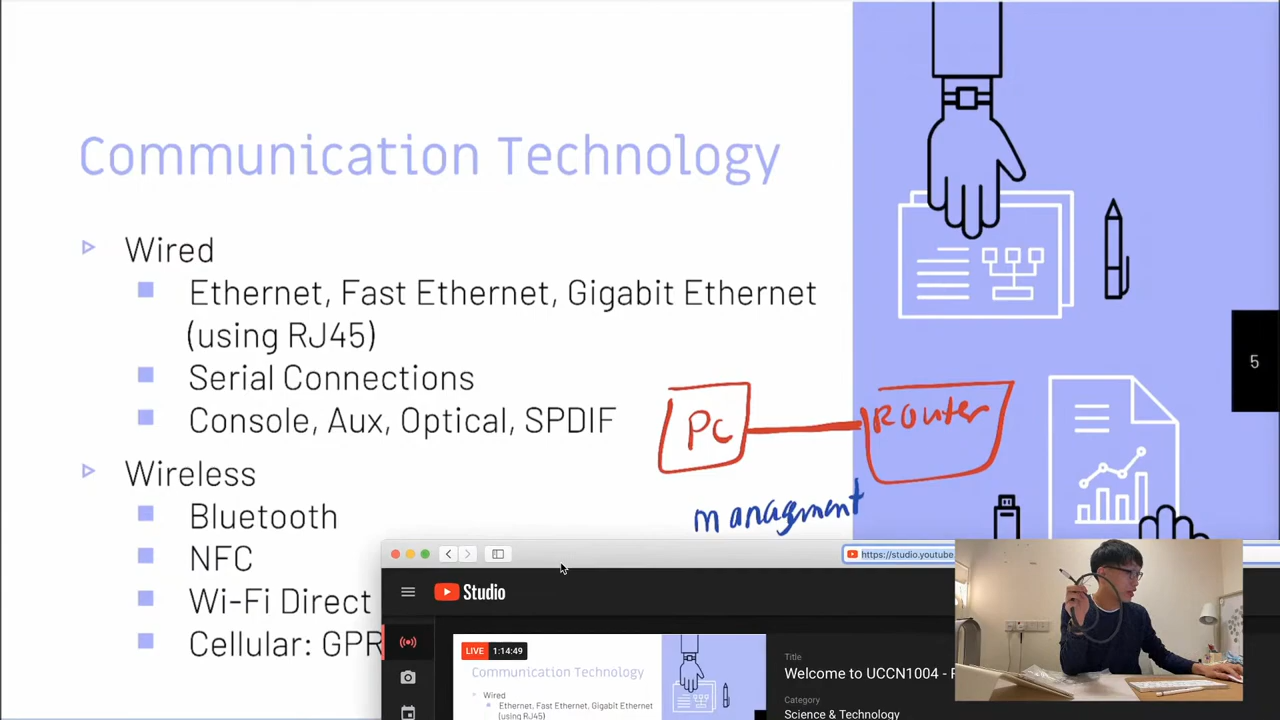 Communication Technology
Wired
Ethernet, Fast Ethernet, Gigabit Ethernet
(using RJ45)
Serial Connections
Console, Aux, Optical, SPDIF
Wireless
Bluetooth
NFC
Wi-Fi Direct
Cellular: GPR
5
PC
Router
managment
https://studio.youtube.
Studio
LIVE 1:14:49
Communication Technology
Wired
Ethernet, Fast Ethernet, Gigabit Ethernet
(using RJ45)
Title
Welcome to UCCN1004 -
Category
Science & Technology